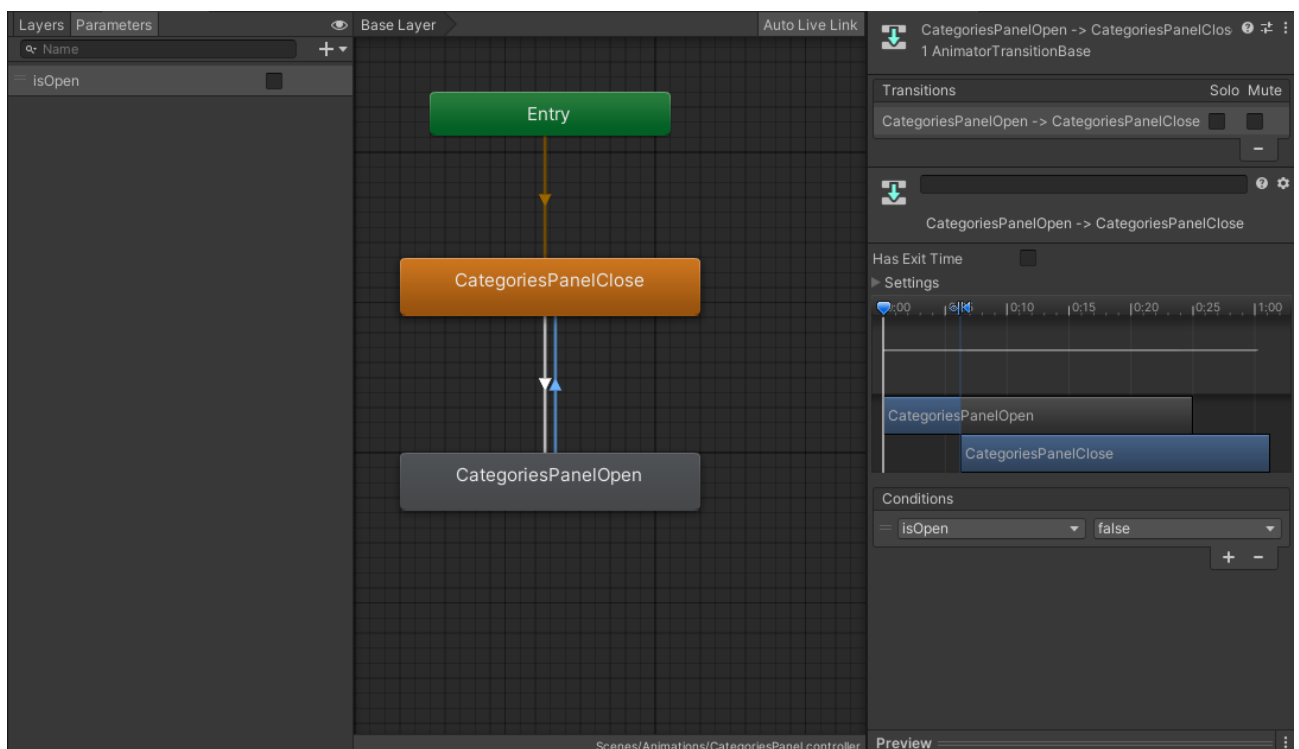 Layers Parameters
Name
isOpen
Base Layer
Auto Live Link
Entry
CategoriesPanelClose
CategoriesPanelOpen
Scenes/Animations/CategoriesPanel.controller
CategoriesPanelOpen -> CategoriesPanelClos
1 AnimatorTransitionBase
Transitions Solo Mute
CategoriesPanelOpen -> CategoriesPanelClose
CategoriesPanelOpen -> CategoriesPanelClose
Has Exit Time
Settings
:00 0:10 0:15 0:20 0:25 1:00
CategoriesPanelOpen
CategoriesPanelClose
Conditions
isOpen false
+ -
Preview